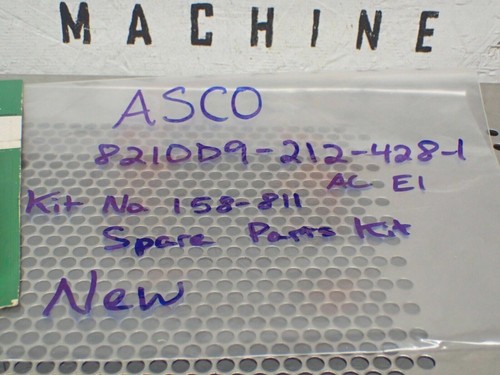 MACHINE
ASCO
8210D9-212-428-1
AC E1
Kit No 158-811
Spare Parts Kit
New